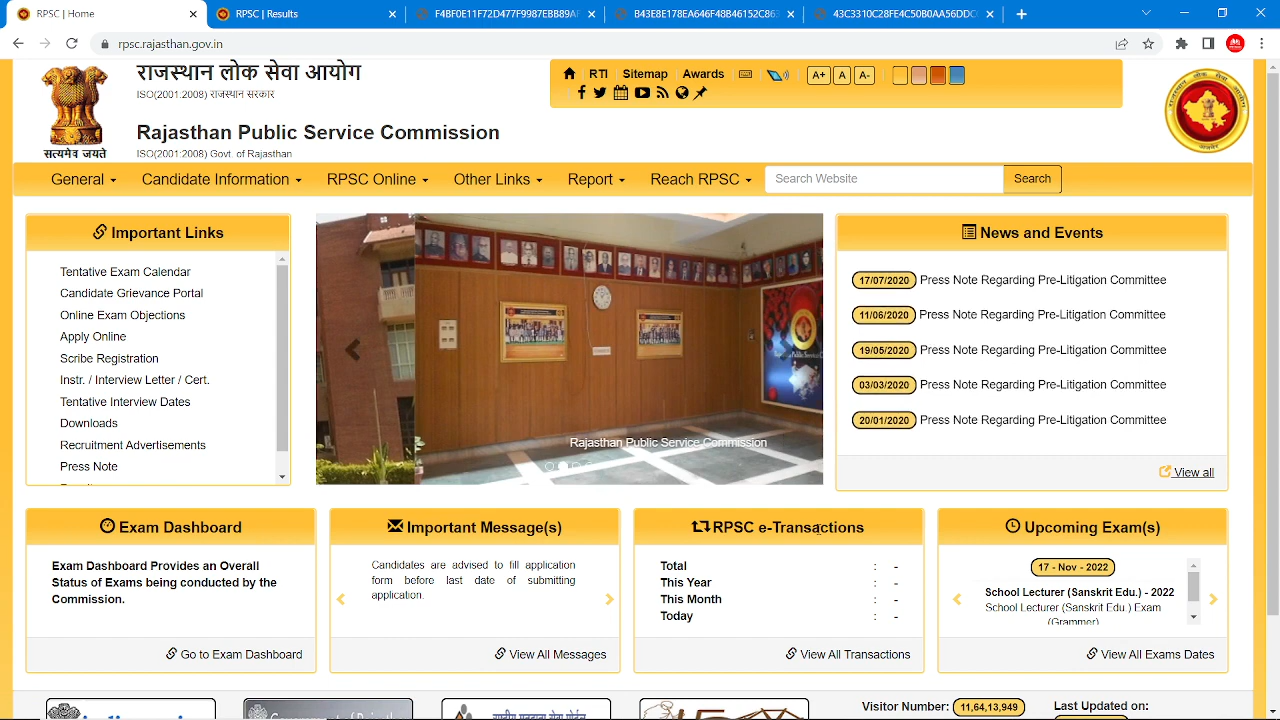 RPSC | Home
RPSC | Results
F4BF0E11F72D477F9987EBB89AF
B43E8E178EA646F48B46152C863
43C3310C28FE4C50B0AA56DDC
rpsc.rajasthan.gov.in
राजस्थान लोक सेवा आयोग
ISO(2001:2008) राजस्थान सरकार
Rajasthan Public Service Commission
ISO(2001:2008) Govt. of Rajasthan
सत्यमेव जयते
RTI Sitemap Awards A+ A A-
General Candidate Information RPSC Online Other Links Report Reach RPSC Search Website Search
Important Links
Tentative Exam Calendar
Candidate Grievance Portal
Online Exam Objections
Apply Online
Scribe Registration
Instr. / Interview Letter / Cert.
Tentative Interview Dates
Downloads
Recruitment Advertisements
Press Note
Rajasthan Public Service Commission
News and Events
17/07/2020 Press Note Regarding Pre-Litigation Committee
11/06/2020 Press Note Regarding Pre-Litigation Committee
19/05/2020 Press Note Regarding Pre-Litigation Committee
03/03/2020 Press Note Regarding Pre-Litigation Committee
20/01/2020 Press Note Regarding Pre-Litigation Committee
View all
Exam Dashboard
Exam Dashboard Provides an Overall
Status of Exams being conducted by the
Commission.
Go to Exam Dashboard
Important Message(s)
Candidates are advised to fill application
form before last date of submitting
application.
View All Messages
RPSC e-Transactions
Total : -
This Year : -
This Month : -
Today : -
View All Transactions
Upcoming Exam(s)
17 - Nov - 2022
School Lecturer (Sanskrit Edu.) - 2022
School Lecturer (Sanskrit Edu.) Exam
(Grammer)
View All Exams Dates
Visitor Number: 11,64,13,949
Last Updated on: